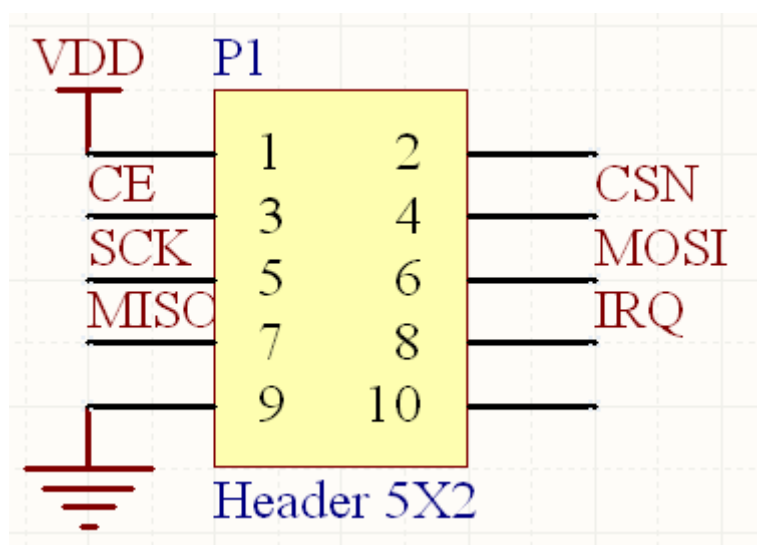 VDD P1
1 2
CE CSN
3 4
SCK MOSI
5 6
MISO IRQ
7 8
9 10
Header 5X2